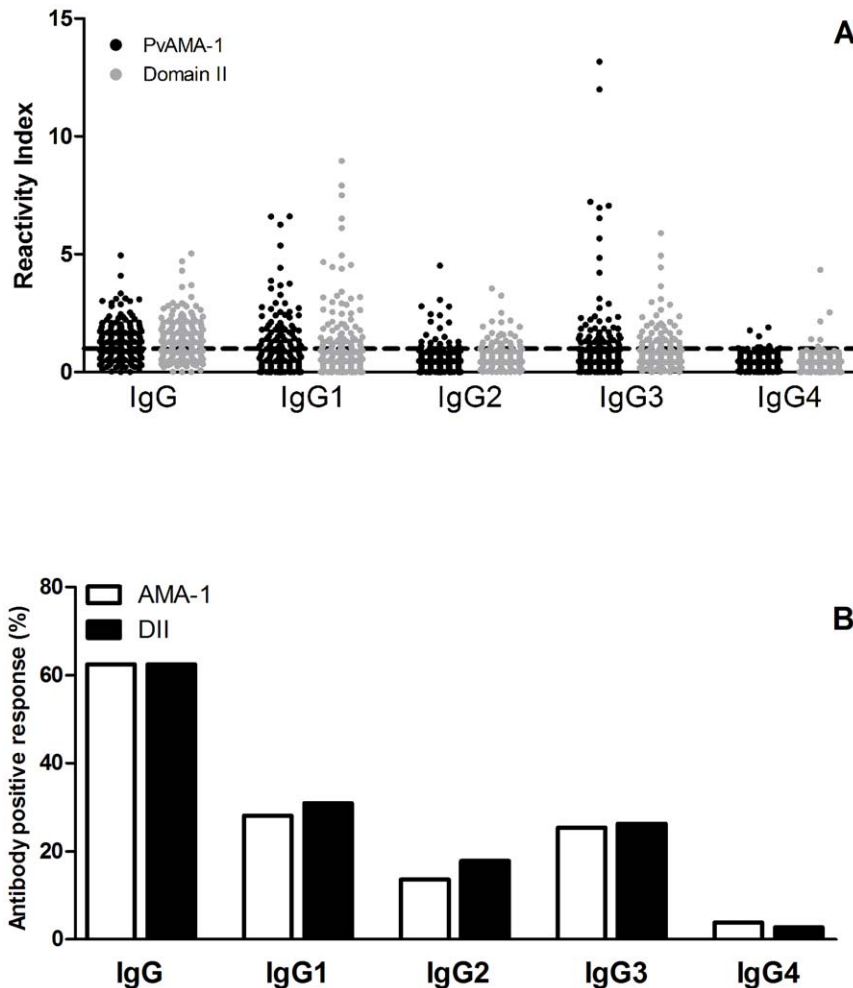 A
PvAMA-1
Domain II
Reactivity Index
15
10
5
0
IgG IgG1 IgG2 IgG3 IgG4
B
AMA-1
DII
Antibody positive response (%)
80
60
40
20
0
IgG IgG1 IgG2 IgG3 IgG4